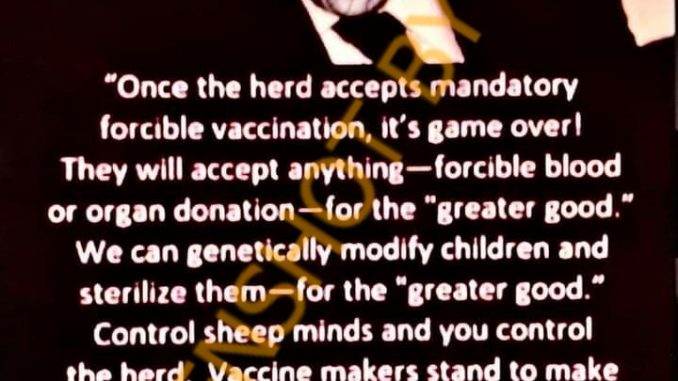 “Once the herd accepts mandatory
forcible vaccination, it's game over!
They will accept anything—forcible blood
or organ donation—for the "greater good."
We can genetically modify children and
sterilize them—for the "greater good."
Control sheep minds and you control
the herd. Vaccine makers stand to make
ENSHOT BY